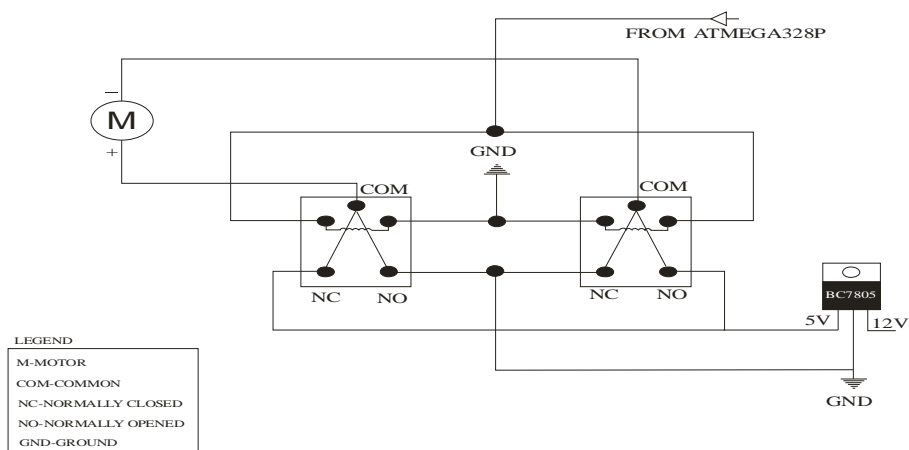 FROM ATMEGA328P
—
M
+
GND
COM
COM
NC
NO
NC
NO
BC7805
5V
12V
GND
LEGEND
M-MOTOR
COM-COMMON
NC-NORMALLY CLOSED
NO-NORMALLY OPENED
GND-GROUND